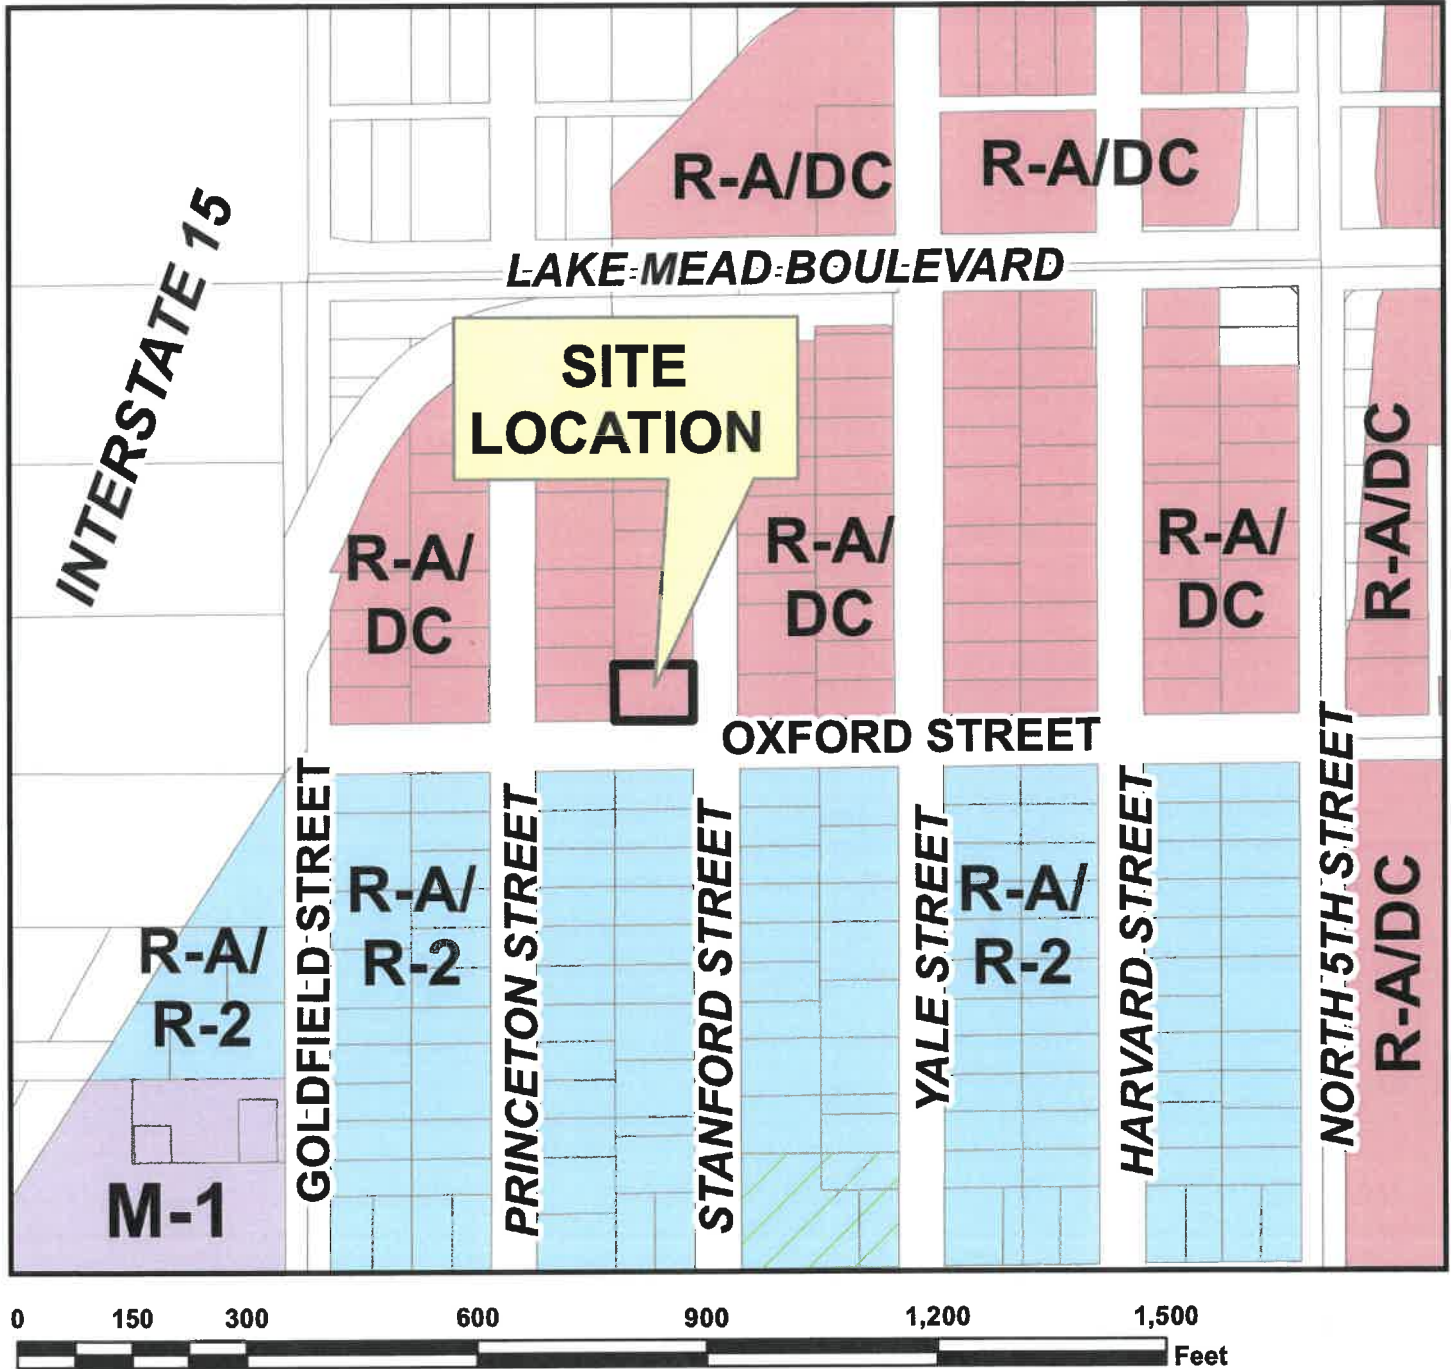 R-A/DC
R-A/DC
INTERSTATE 15
LAKE MEAD BOULEVARD
SITE
LOCATION
R-A/
DC
R-A/
DC
R-A/
DC
R-A/DC
OXFORD STREET
GOLDFIELD STREET
PRINCETON STREET
STANFORD STREET
YALE STREET
HARVARD STREET
NORTH 5TH STREET
R-A/
R-2
R-A/
R-2
R-A/
R-2
R-A/DC
M-1
0 150 300 600 900 1,200 1,500
Feet